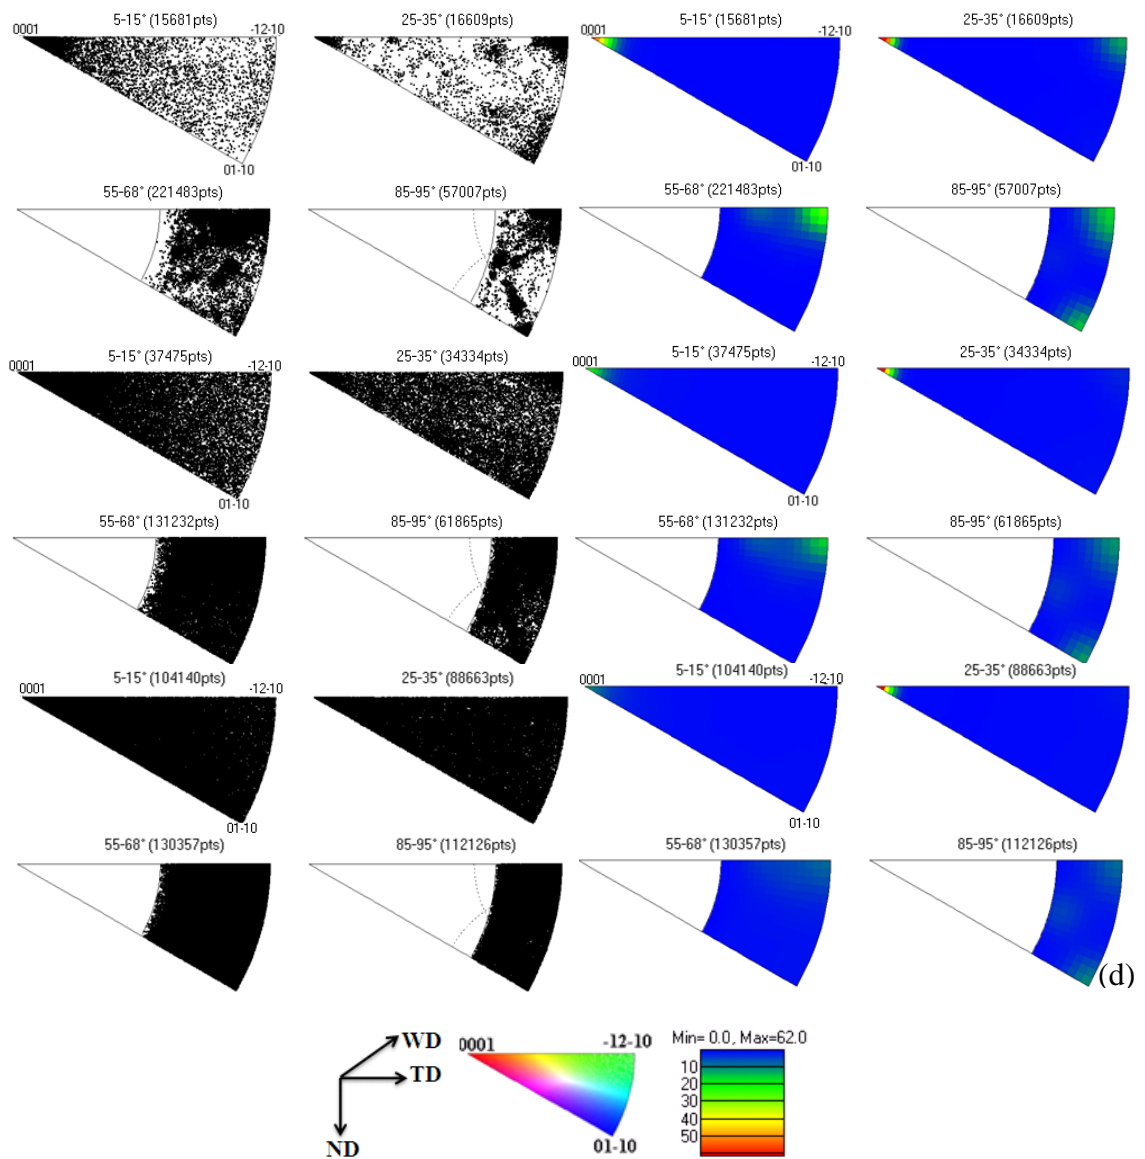 5-15° (15681pts) 25-35° (16609pts) 5-15° (15681pts) 25-35° (16609pts)
0001 -12-10 0001 -12-10
01-10 01-10
55-68° (221483pts) 85-95° (57007pts) 55-68° (221483pts) 85-95° (57007pts)
5-15° (37475pts) 25-35° (34334pts) 5-15° (37475pts) 25-35° (34334pts)
0001 -12-10 0001 -12-10
01-10 01-10
55-68° (131232pts) 85-95° (61865pts) 55-68° (131232pts) 85-95° (61865pts)
5-15° (104140pts) 25-35° (88663pts) 5-15° (104140pts) 25-35° (88663pts)
0001 -12-10 0001 -12-10
01-10 01-10
55-68° (130357pts) 85-95° (112126pts) 55-68° (130357pts) 85-95° (112126pts)
(d)
WD
TD
ND
0001 -12-10
01-10
Min= 0.0, Max=62.0
10
20
30
40
50